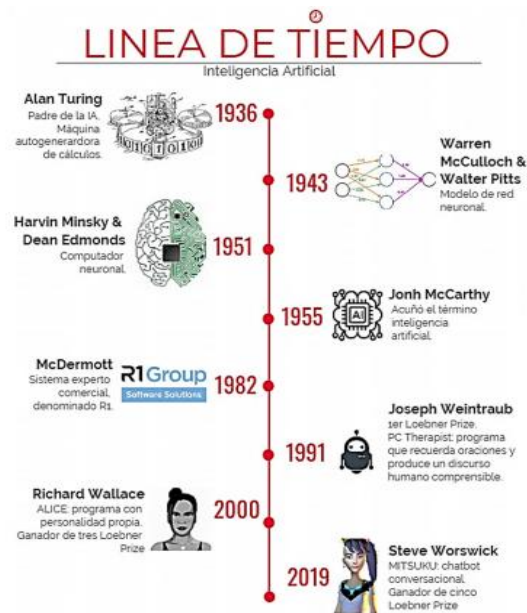 LINEA DE TIEMPO
Inteligencia Artificial
Alan Turing
Padre de la IA.
Máquina
autogenerardora
de cálculos.
1936
Warren
McCulloch &
Walter Pitts
Modelo de red
neuronal.
1943
Harvin Minsky &
Dean Edmonds
Computador
neuronal.
1951
Jonh McCarthy
Acuñó el término
inteligencia
artificial.
AI
1955
McDermott
Sistema experto
comercial,
denominado R1.
R1 Group
Software Solutions
1982
Joseph Weintraub
1er Loebner Prize.
PC Therapist: programa
que recuerda oraciones y
produce un discurso
humano comprensible.
1991
Richard Wallace
ALICE: programa con
personalidad propia.
Ganador de tres Loebner
Prize
2000
Steve Worswick
MITSUKU: chatbot
conversacional.
Ganador de cinco
Loebner Prize
2019